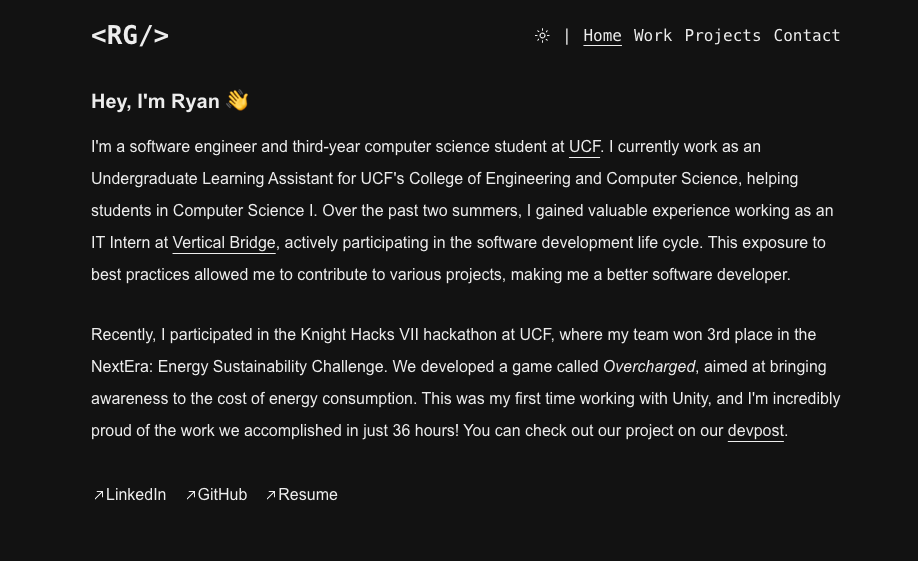 <RG/>
| Home Work Projects Contact
Hey, I'm Ryan 👋
I'm a software engineer and third-year computer science student at UCF. I currently work as an
Undergraduate Learning Assistant for UCF's College of Engineering and Computer Science, helping
students in Computer Science I. Over the past two summers, I gained valuable experience working as an
IT Intern at Vertical Bridge, actively participating in the software development life cycle. This exposure to
best practices allowed me to contribute to various projects, making me a better software developer.
Recently, I participated in the Knight Hacks VII hackathon at UCF, where my team won 3rd place in the
NextEra: Energy Sustainability Challenge. We developed a game called Overcharged, aimed at bringing
awareness to the cost of energy consumption. This was my first time working with Unity, and I'm incredibly
proud of the work we accomplished in just 36 hours! You can check out our project on our devpost.
↗LinkedIn ↗GitHub ↗Resume